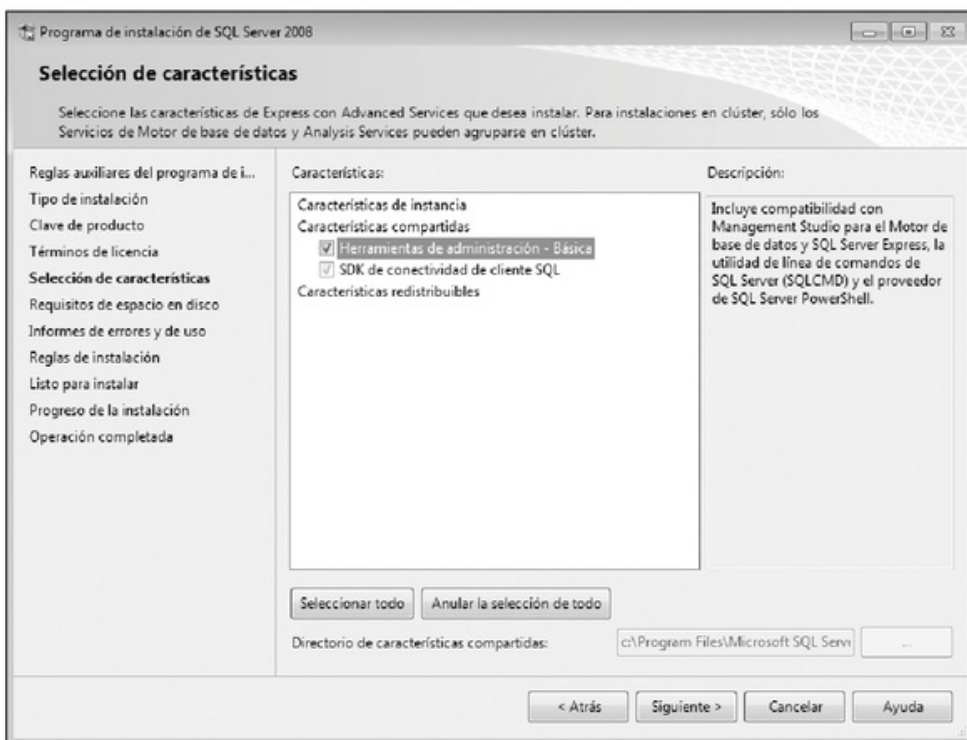 Programa de instalación de SQL Server 2008
Selección de características
Seleccione las características de Express con Advanced Services que desea instalar. Para instalaciones en clúster, sólo los
Servicios de Motor de base de datos y Analysis Services pueden agruparse en clúster.
Reglas auxiliares del programa de i...
Tipo de instalación
Clave de producto
Términos de licencia
Selección de características
Requisitos de espacio en disco
Informes de errores y de uso
Reglas de instalación
Listo para instalar
Progreso de la instalación
Operación completada
Características:
Características de instancia
Características compartidas
Herramientas de administración - Básica
SDK de conectividad de cliente SQL
Características redistribuibles
Descripción:
Incluye compatibilidad con
Management Studio para el Motor de
base de datos y SQL Server Express, la
utilidad de línea de comandos de
SQL Server (SQLCMD) y el proveedor
de SQL Server PowerShell.
Seleccionar todo
Anular la selección de todo
Directorio de características compartidas:
c:\Program Files\Microsoft SQL Serve
...
< Atrás
Siguiente >
Cancelar
Ayuda